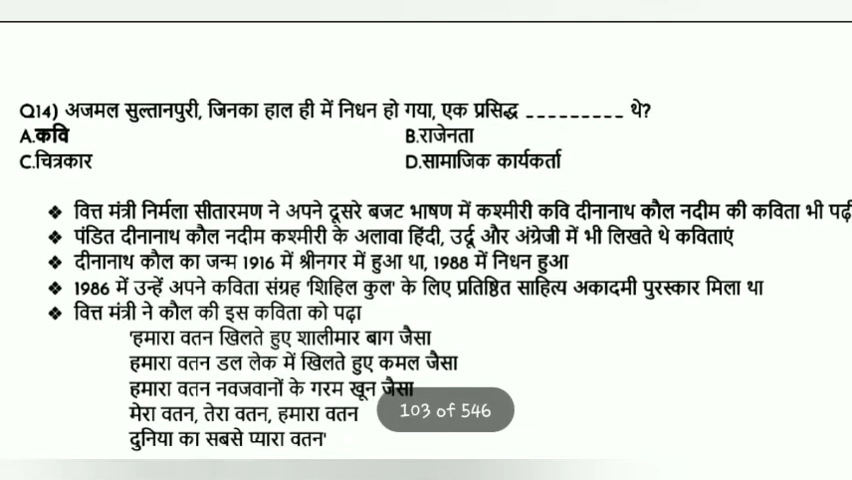 Q14) अजमल सुल्तानपुरी, जिनका हाल ही में निधन हो गया, एक प्रसिद्ध _________ थे?
A.कवि B.राजेनता
C.चित्रकार D.सामाजिक कार्यकर्ता
❖ वित्त मंत्री निर्मला सीतारमण ने अपने दूसरे बजट भाषण में कश्मीरी कवि दीनानाथ कौल नदीम की कविता भी पढ़ी
❖ पंडित दीनानाथ कौल नदीम कश्मीरी के अलावा हिंदी, उर्दू और अंग्रेजी में भी लिखते थे कविताएं
❖ दीनानाथ कौल का जन्म 1916 में श्रीनगर में हुआ था, 1988 में निधन हुआ
❖ 1986 में उन्हें अपने कविता संग्रह 'शिहिल कुल' के लिए प्रतिष्ठित साहित्य अकादमी पुरस्कार मिला था
❖ वित्त मंत्री ने कौल की इस कविता को पढ़ा
'हमारा वतन खिलते हुए शालीमार बाग जैसा
हमारा वतन डल लेक में खिलते हुए कमल जैसा
हमारा वतन नवजवानों के गरम खून जैसा
मेरा वतन, तेरा वतन, हमारा वतन
दुनिया का सबसे प्यारा वतन'
103 of 546